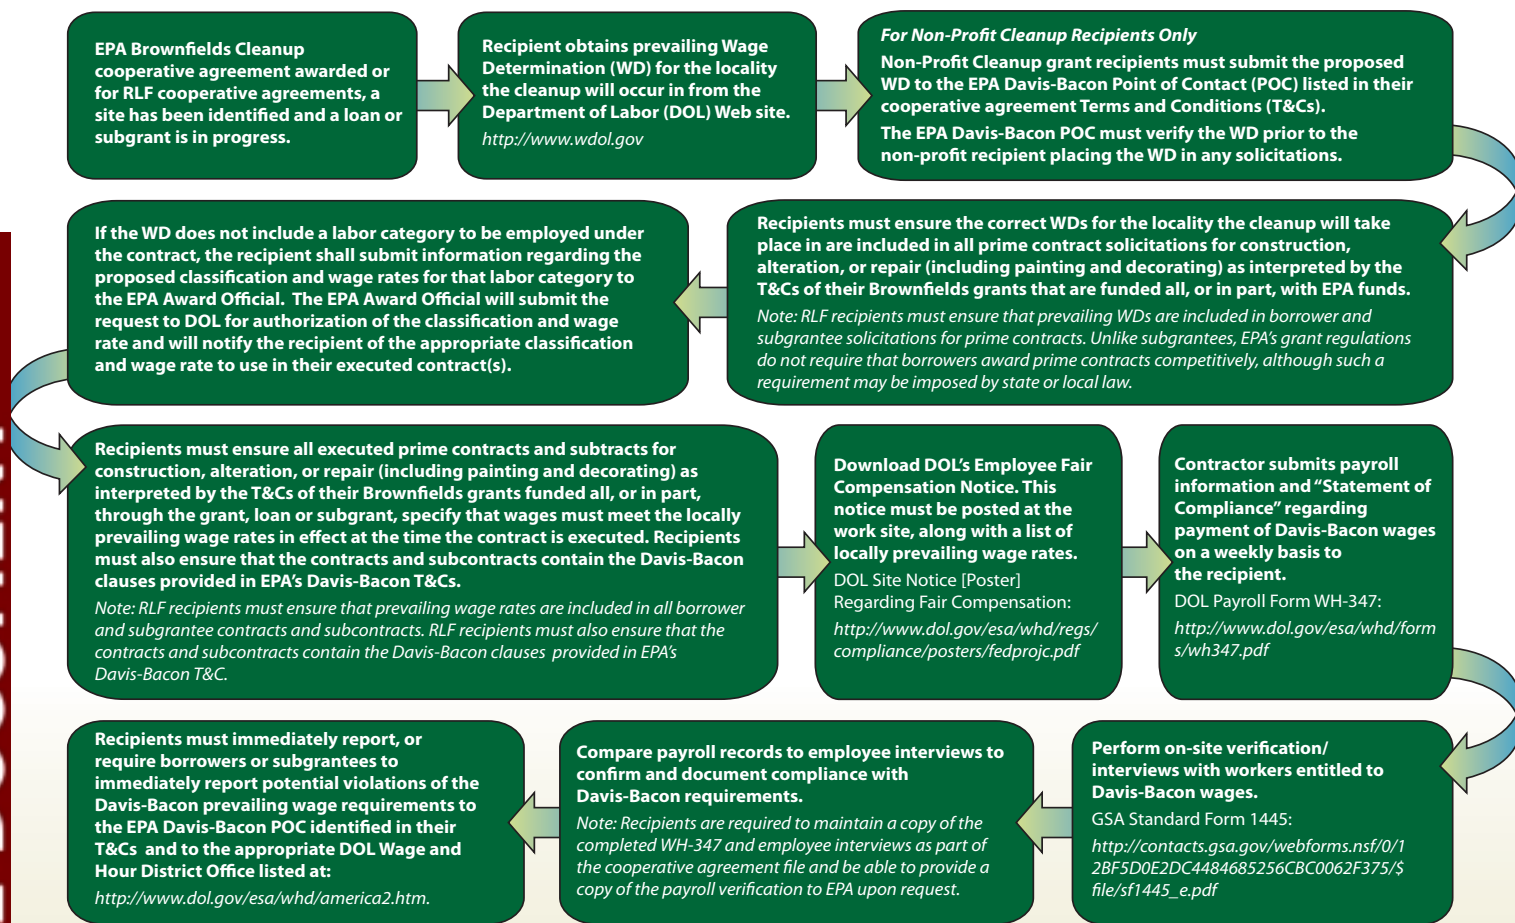 EPA Brownfields Cleanup
cooperative agreement awarded or
for RLF cooperative agreements, a
site has been identified and a loan or
subgrant is in progress.
Recipient obtains prevailing Wage
Determination (WD) for the locality
the cleanup will occur in from the
Department of Labor (DOL) Web site.
http://www.wdol.gov
For Non-Profit Cleanup Recipients Only
Non-Profit Cleanup grant recipients must submit the proposed
WD to the EPA Davis-Bacon Point of Contact (POC) listed in their
cooperative agreement Terms and Conditions (T&Cs).
The EPA Davis-Bacon POC must verify the WD prior to the
non-profit recipient placing the WD in any solicitations.
Recipients must ensure the correct WDs for the locality the cleanup will take
place in are included in all prime contract solicitations for construction,
alteration, or repair (including painting and decorating) as interpreted by the
T&Cs of their Brownfields grants that are funded all, or in part, with EPA funds.
Note: RLF recipients must ensure that prevailing WDs are included in borrower and
subgrantee solicitations for prime contracts. Unlike subgrantees, EPA's grant regulations
do not require that borrowers award prime contracts competitively, although such a
requirement may be imposed by state or local law.
If the WD does not include a labor category to be employed under
the contract, the recipient shall submit information regarding the
proposed classification and wage rates for that labor category to
the EPA Award Official. The EPA Award Official will submit the
request to DOL for authorization of the classification and wage
rate and will notify the recipient of the appropriate classification
and wage rate to use in their executed contract(s).
Recipients must ensure all executed prime contracts and subtracts for
construction, alteration, or repair (including painting and decorating) as
interpreted by the T&Cs of their Brownfields grants funded all, or in part,
through the grant, loan or subgrant, specify that wages must meet the locally
prevailing wage rates in effect at the time the contract is executed. Recipients
must also ensure that the contracts and subcontracts contain the Davis-Bacon
clauses provided in EPA's Davis-Bacon T&Cs.
Note: RLF recipients must ensure that prevailing wage rates are included in all borrower
and subgrantee contracts and subcontracts. RLF recipients must also ensure that the
contracts and subcontracts contain the Davis-Bacon clauses provided in EPA's
Davis-Bacon T&C.
Download DOL's Employee Fair
Compensation Notice. This
notice must be posted at the
work site, along with a list of
locally prevailing wage rates.
DOL Site Notice [Poster]
Regarding Fair Compensation:
http://www.dol.gov/esa/whd/regs/
compliance/posters/fedprojc.pdf
Contractor submits payroll
information and "Statement of
Compliance" regarding
payment of Davis-Bacon wages
on a weekly basis to
the recipient.
DOL Payroll Form WH-347:
http://www.dol.gov/esa/whd/form
s/wh347.pdf
Perform on-site verification/
interviews with workers entitled to
Davis-Bacon wages.
GSA Standard Form 1445:
http://contacts.gsa.gov/webforms.nsf/0/1
2BF5D0E2DC4484685256CBC0062F375/$
file/sf1445_e.pdf
Compare payroll records to employee interviews to
confirm and document compliance with
Davis-Bacon requirements.
Note: Recipients are required to maintain a copy of the
completed WH-347 and employee interviews as part of
the cooperative agreement file and be able to provide a
copy of the payroll verification to EPA upon request.
Recipients must immediately report, or
require borrowers or subgrantees to
immediately report potential violations of the
Davis-Bacon prevailing wage requirements to
the EPA Davis-Bacon POC identified in their
T&Cs and to the appropriate DOL Wage and
Hour District Office listed at:
http://www.dol.gov/esa/whd/america2.htm.